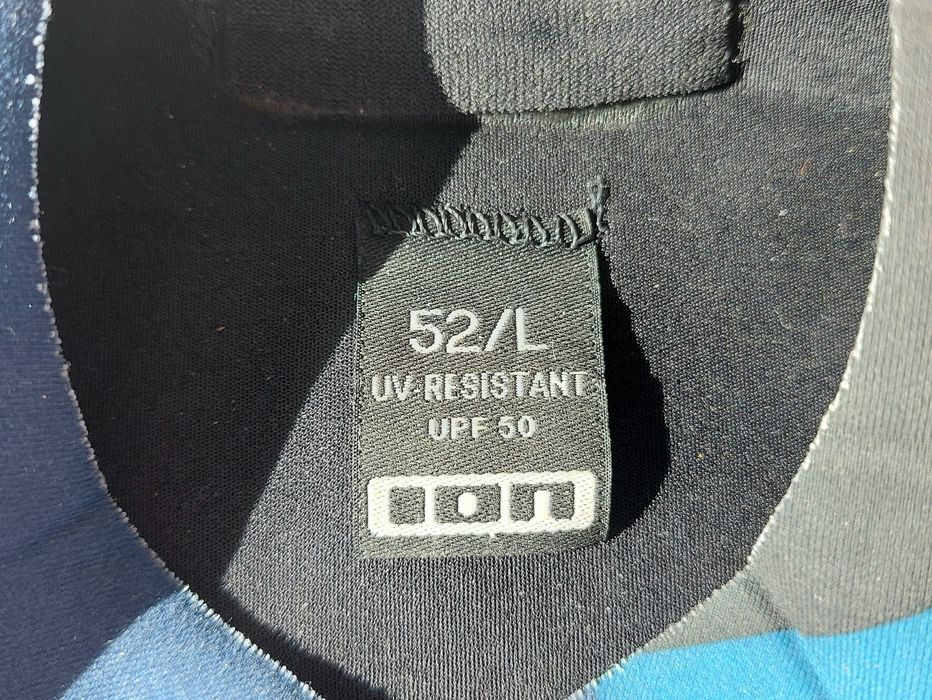 52/L
UV-RESISTANT
UPF 50
ion